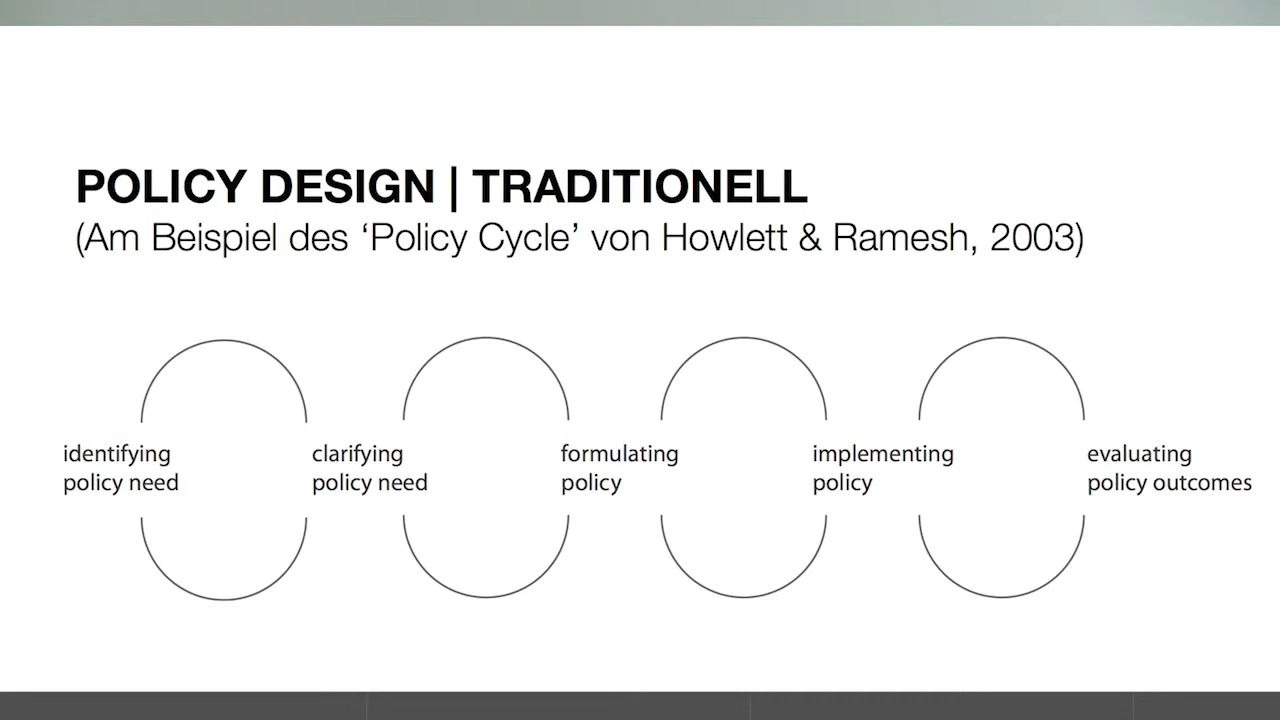 POLICY DESIGN | TRADITIONELL
(Am Beispiel des ‘Policy Cycle’ von Howlett & Ramesh, 2003)
identifying
policy need
clarifying
policy need
formulating
policy
implementing
policy
evaluating
policy outcomes